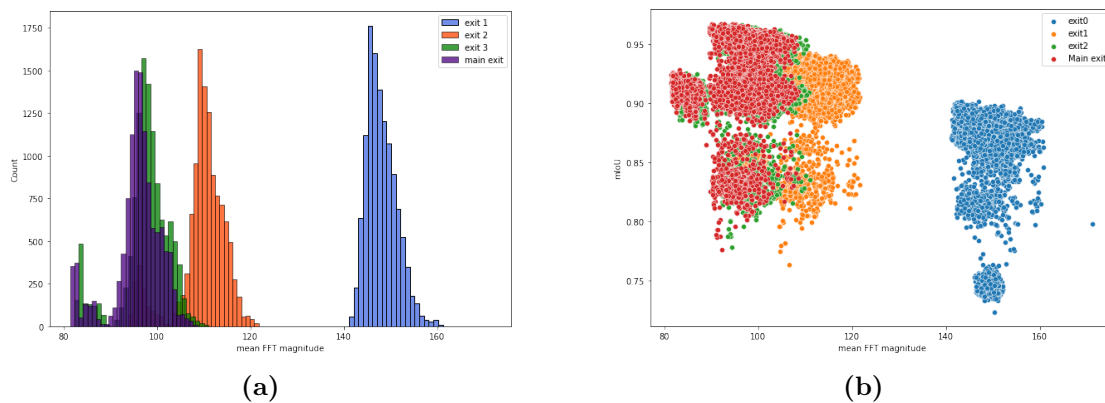 1750
1500
1250
1000
750
500
250
0
Count
80
100
120
140
160
mean FFT magnitude
exit 1
exit 2
exit 3
main exit
(a)
0.95
0.90
0.85
0.80
0.75
mIoU
80
100
120
140
160
mean FFT magnitude
exit0
exit1
exit2
Main exit
(b)